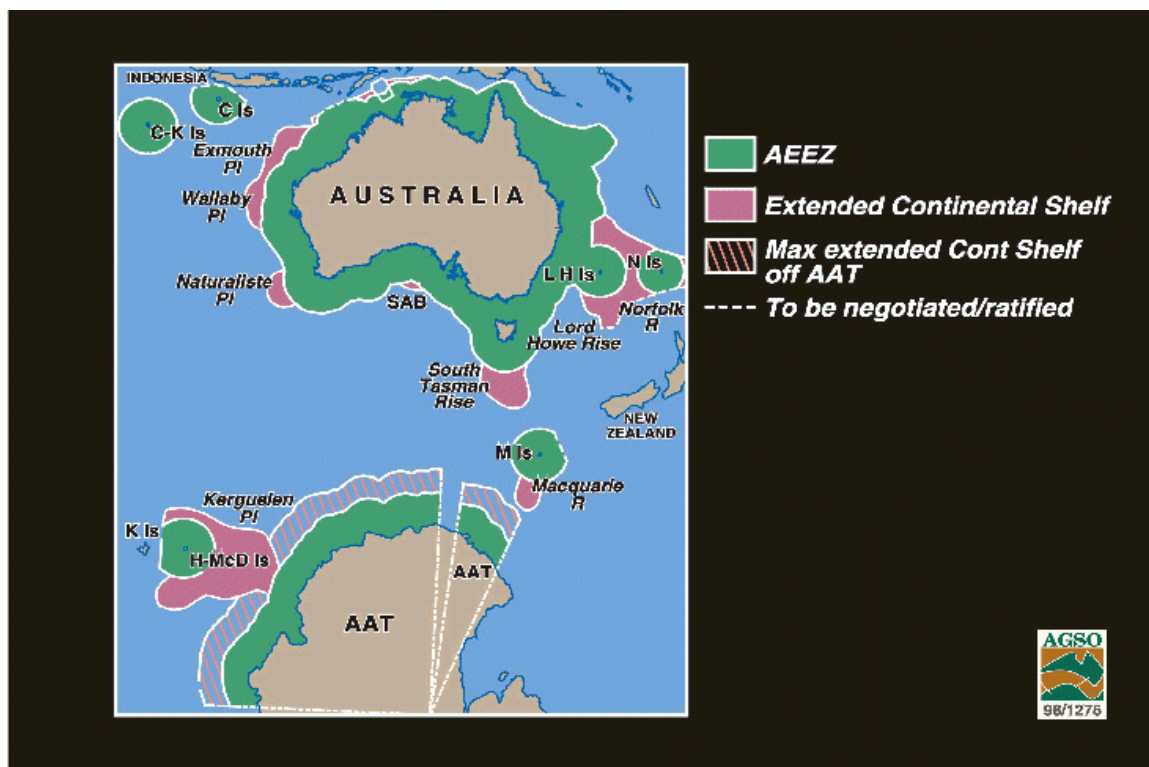 INDONESIA
C Is
C-K Is
Exmouth
Pl
Wallaby
Pl
AUSTRALIA
Naturaliste
Pl
SAB
L H Is
N Is
Norfolk
R
Lord
Howe Rise
South
Tasman
Rise
NEW
ZEALAND
M Is
Macquarie
R
Kerguelen
Pl
K Is
H-McD Is
AAT
AAT
AEEZ
Extended Continental Shelf
Max extended Cont Shelf
off AAT
To be negotiated/ratified
AGSO
98/1275